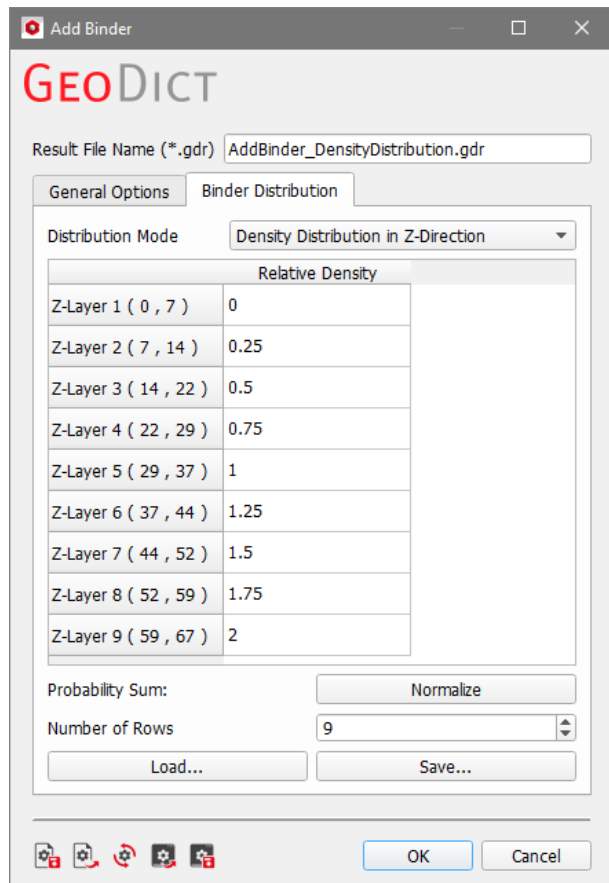 Add Binder
GEODICT
Result File Name (*.gdr) AddBinder_DensityDistribution.gdr
General Options Binder Distribution
Distribution Mode Density Distribution in Z-Direction
Relative Density
Z-Layer 1 ( 0 , 7 ) 0
Z-Layer 2 ( 7 , 14 ) 0.25
Z-Layer 3 ( 14 , 22 ) 0.5
Z-Layer 4 ( 22 , 29 ) 0.75
Z-Layer 5 ( 29 , 37 ) 1
Z-Layer 6 ( 37 , 44 ) 1.25
Z-Layer 7 ( 44 , 52 ) 1.5
Z-Layer 8 ( 52 , 59 ) 1.75
Z-Layer 9 ( 59 , 67 ) 2
Probability Sum: Normalize
Number of Rows 9
Load... Save...
OK Cancel